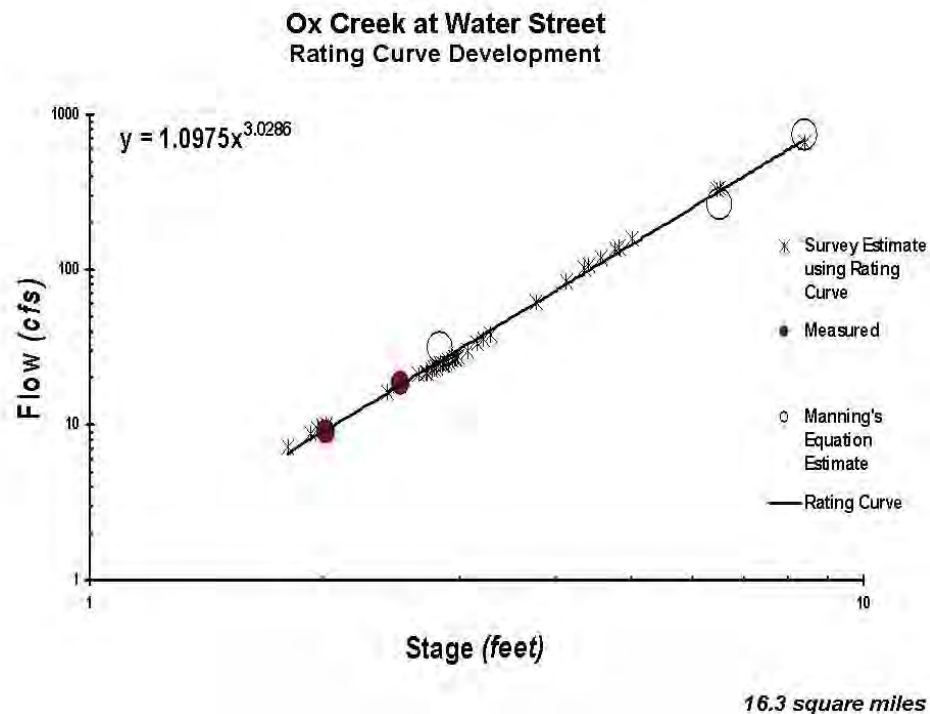 Ox Creek at Water Street
Rating Curve Development
y = 1.0975x^3.0286
1000
100
10
1
Flow (cfs)
1
10
Stage (feet)
Survey Estimate
using Rating
Curve
Measured
Manning's
Equation
Estimate
Rating Curve
16.3 square miles